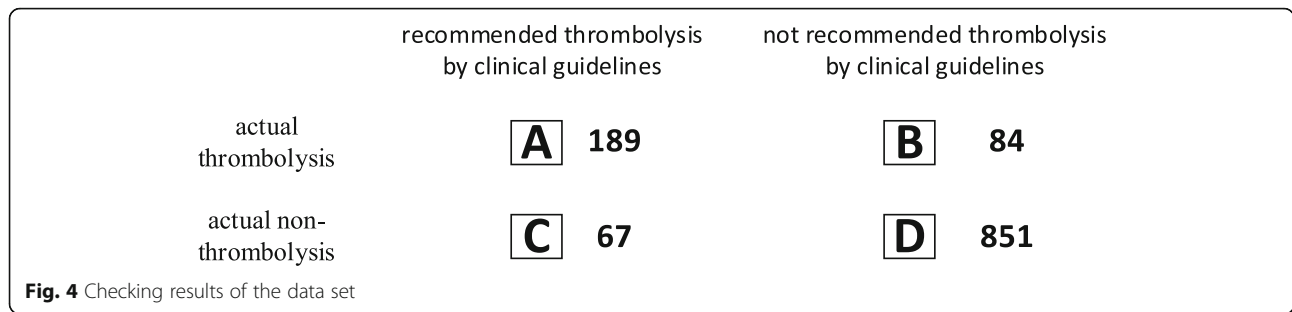 recommended thrombolysis
by clinical guidelines
not recommended thrombolysis
by clinical guidelines
actual
thrombolysis
A 189
B 84
actual non-
thrombolysis
C 67
D 851
Fig. 4 Checking results of the data set